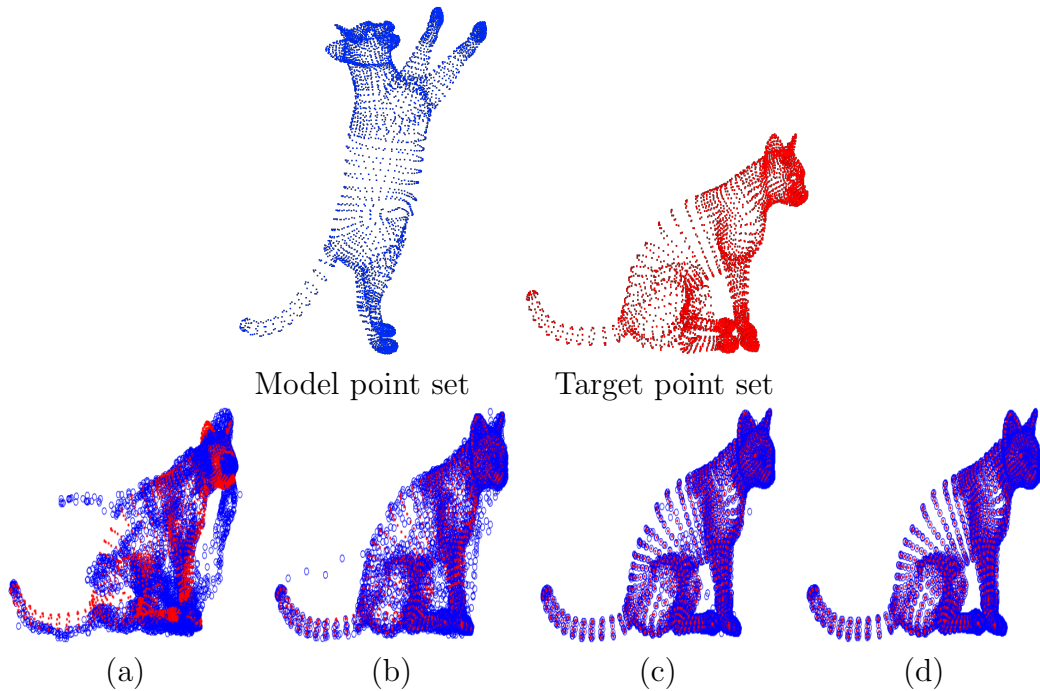 Model point set
Target point set
(a)
(b)
(c)
(d)